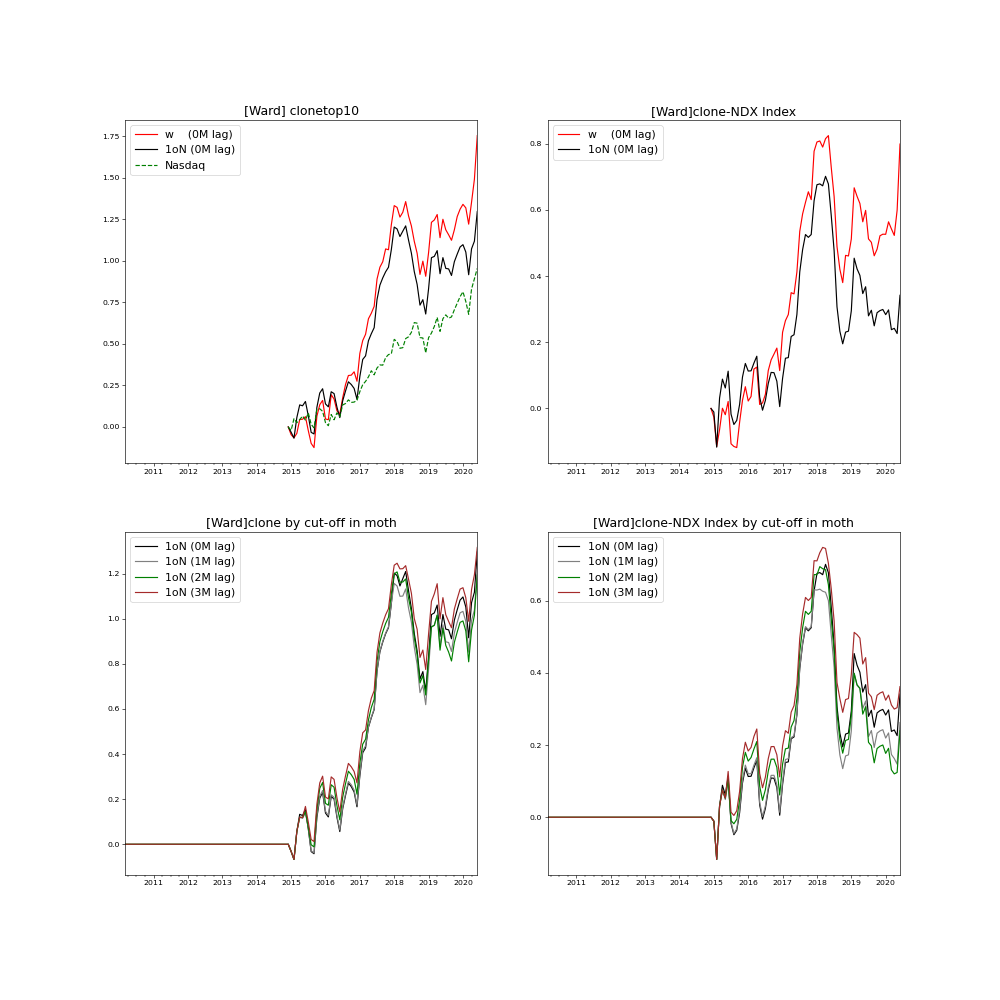 [Ward] clonetop10
w (0M lag)
1oN (0M lag)
Nasdaq
1.75
1.50
1.25
1.00
0.75
0.50
0.25
0.00
2011 2012 2013 2014 2015 2016 2017 2018 2019 2020
[Ward]clone-NDX Index
w (0M lag)
1oN (0M lag)
0.8
0.6
0.4
0.2
0.0
2011 2012 2013 2014 2015 2016 2017 2018 2019 2020
[Ward]clone by cut-off in moth
1oN (0M lag)
1oN (1M lag)
1oN (2M lag)
1oN (3M lag)
1.2
1.0
0.8
0.6
0.4
0.2
0.0
2011 2012 2013 2014 2015 2016 2017 2018 2019 2020
[Ward]clone-NDX Index by cut-off in moth
1oN (0M lag)
1oN (1M lag)
1oN (2M lag)
1oN (3M lag)
0.6
0.4
0.2
0.0
2011 2012 2013 2014 2015 2016 2017 2018 2019 2020